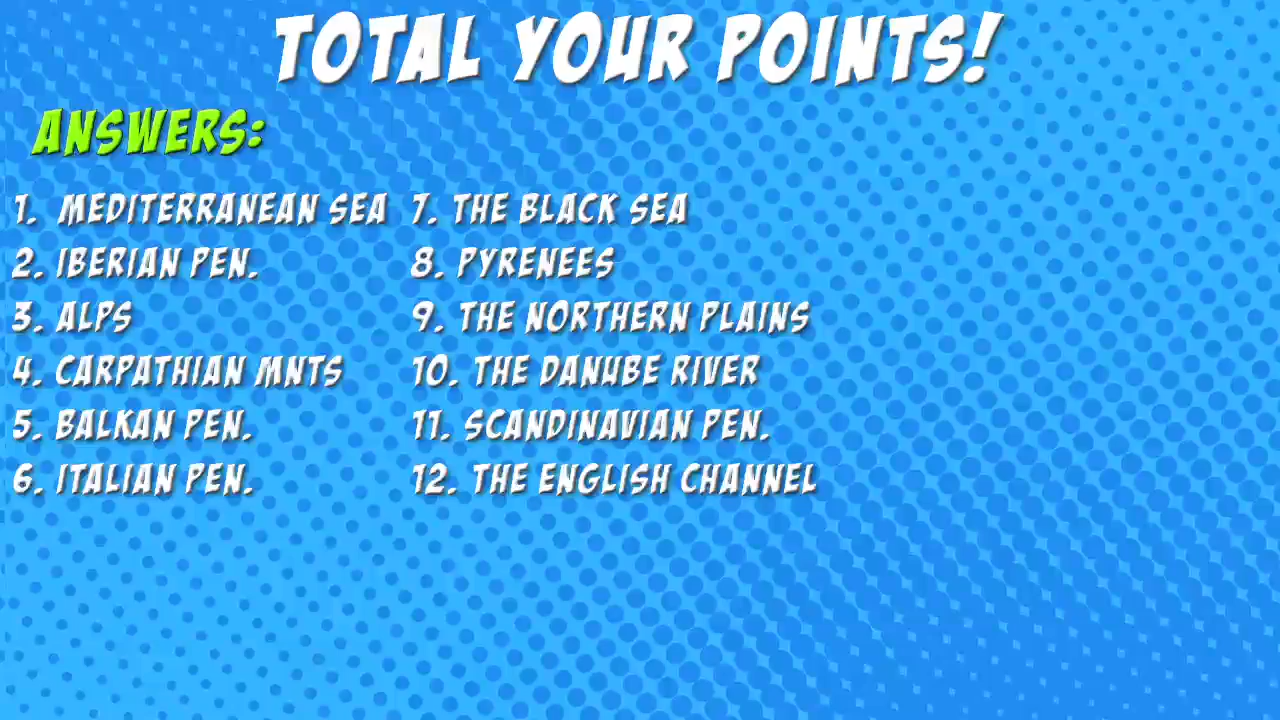 TOTAL YOUR POINTS!
ANSWERS:
1. MEDITERRANEAN SEA
2. IBERIAN PEN.
3. ALPS
4. CARPATHIAN MNTS
5. BALKAN PEN.
6. ITALIAN PEN.
7. THE BLACK SEA
8. PYRENEES
9. THE NORTHERN PLAINS
10. THE DANUBE RIVER
11. SCANDINAVIAN PEN.
12. THE ENGLISH CHANNEL